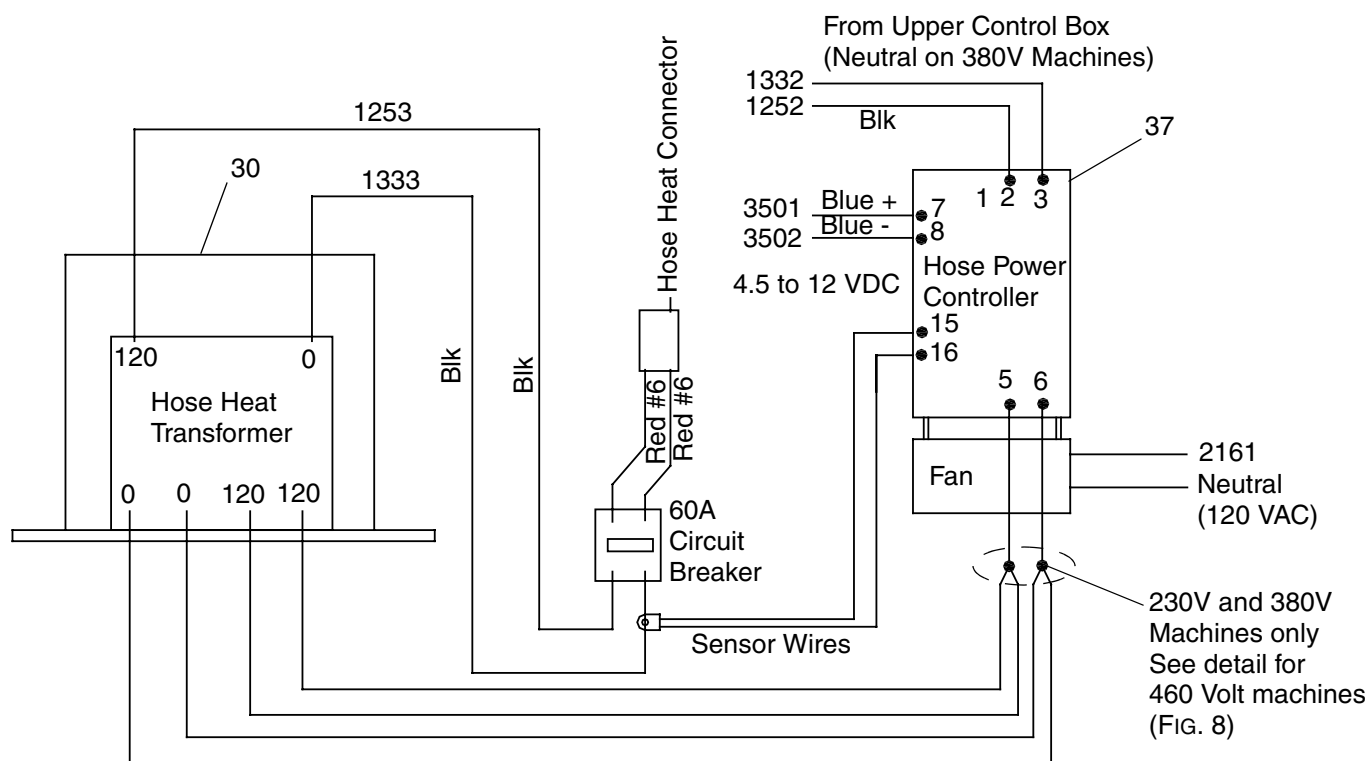 From Upper Control Box
(Neutral on 380V Machines)
1332
1252
Blk
37
1253
30
1333
Hose Heat Connector
3501
Blue +
3502
Blue -
4.5 to 12 VDC
1
2
3
7
8
Hose Power
Controller
15
16
5
6
120
0
Hose Heat
Transformer
0
0
120
120
Blk
Blk
Red #6
Red #6
60A
Circuit
Breaker
Fan
2161
Neutral
(120 VAC)
Sensor Wires
230V and 380V
Machines only
See detail for
460 Volt machines
(FIG. 8)